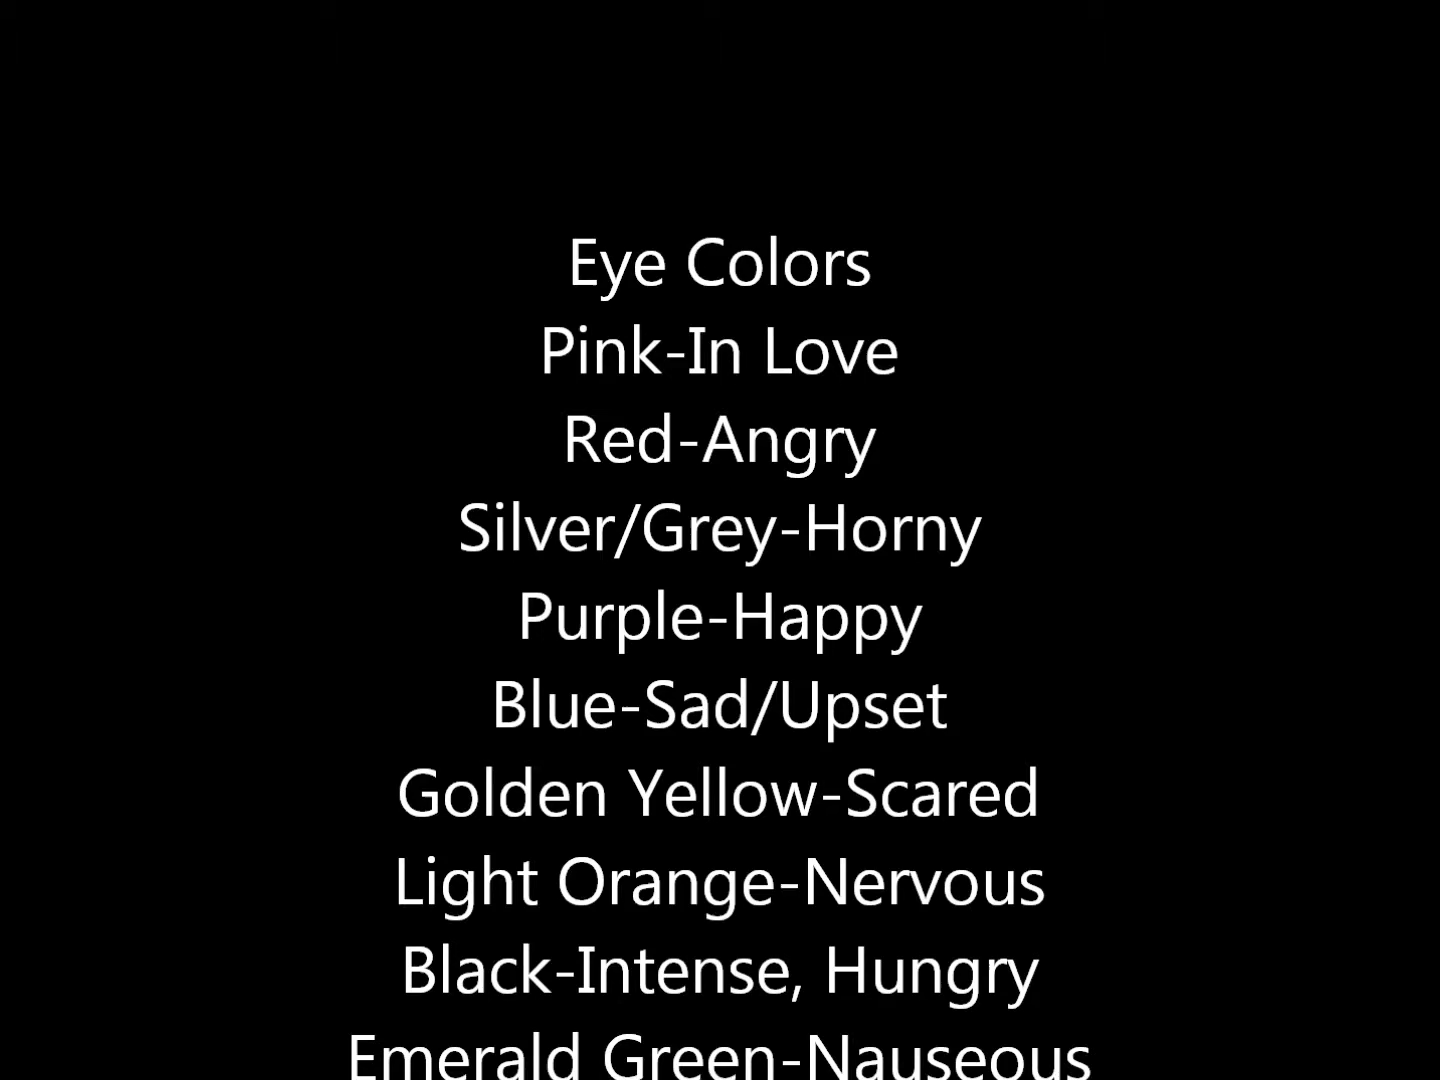 Eye Colors
Pink-In Love
Red-Angry
Silver/Grey-Horny
Purple-Happy
Blue-Sad/Upset
Golden Yellow-Scared
Light Orange-Nervous
Black-Intense, Hungry
Emerald Green-Nauseous